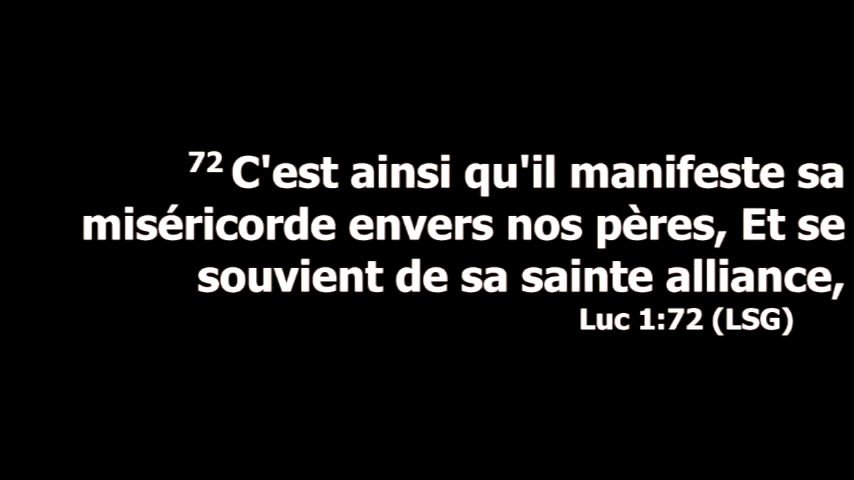 72 C'est ainsi qu'il manifeste sa
miséricorde envers nos pères, Et se
souvient de sa sainte alliance,
Luc 1:72 (LSG)